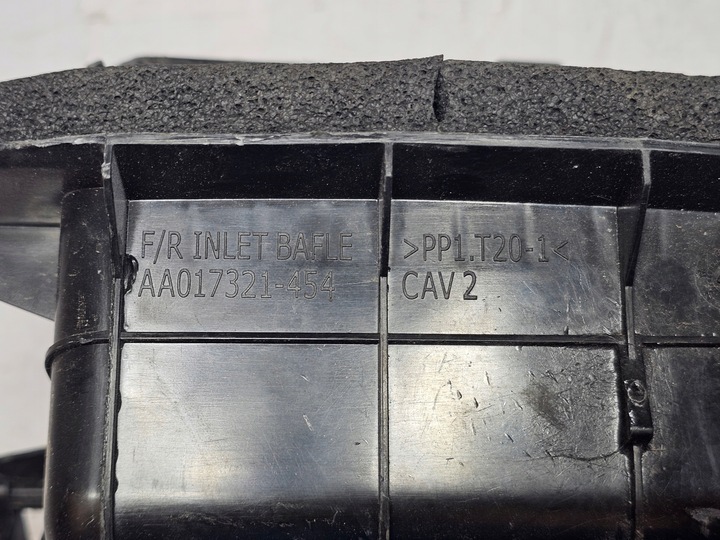 F/R INLET BAFLE
AA017321-454
>PP1.T20-1<
CAV 2